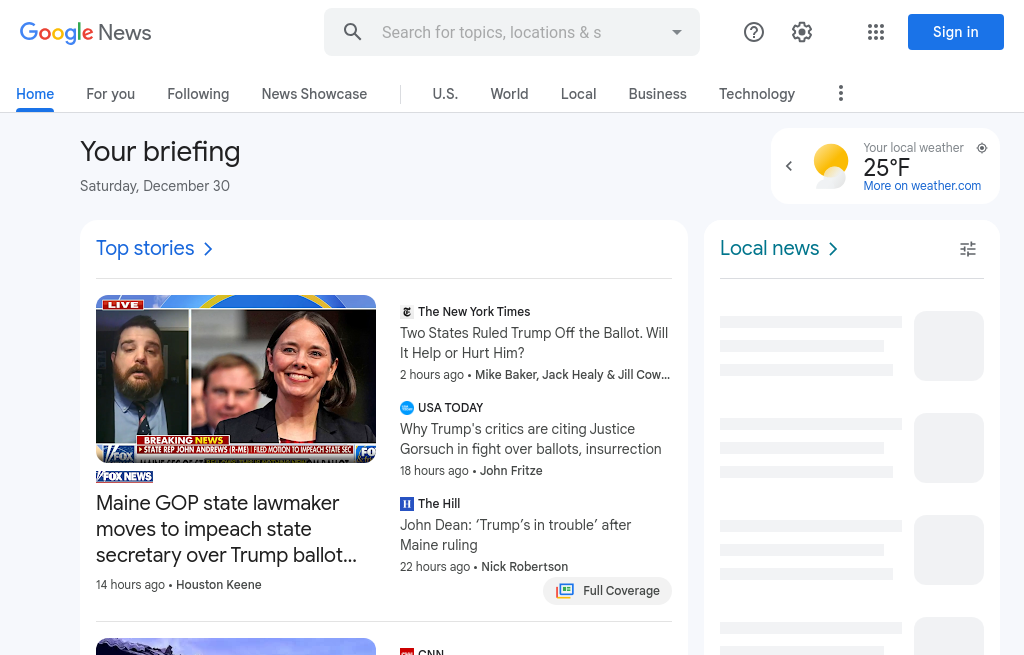 Google News
Search for topics, locations & s
Sign in
Home
For you
Following
News Showcase
U.S.
World
Local
Business
Technology
Your briefing
Saturday, December 30
Your local weather
25°F
More on weather.com
Top stories
Local news
LIVE
BREAKING NEWS
STATE REP JOHN ANDREWS (R-ME) I FILED MOTION TO IMPEACH STATE SEC
FOX
FO
FOX NEWS
Maine GOP state lawmaker
moves to impeach state
secretary over Trump ballot...
14 hours ago • Houston Keene
The New York Times
Two States Ruled Trump Off the Ballot. Will
It Help or Hurt Him?
2 hours ago • Mike Baker, Jack Healy & Jill Cow...
USA TODAY
Why Trump's critics are citing Justice
Gorsuch in fight over ballots, insurrection
18 hours ago • John Fritze
H The Hill
John Dean: ‘Trump’s in trouble’ after
Maine ruling
22 hours ago • Nick Robertson
Full Coverage
CNN